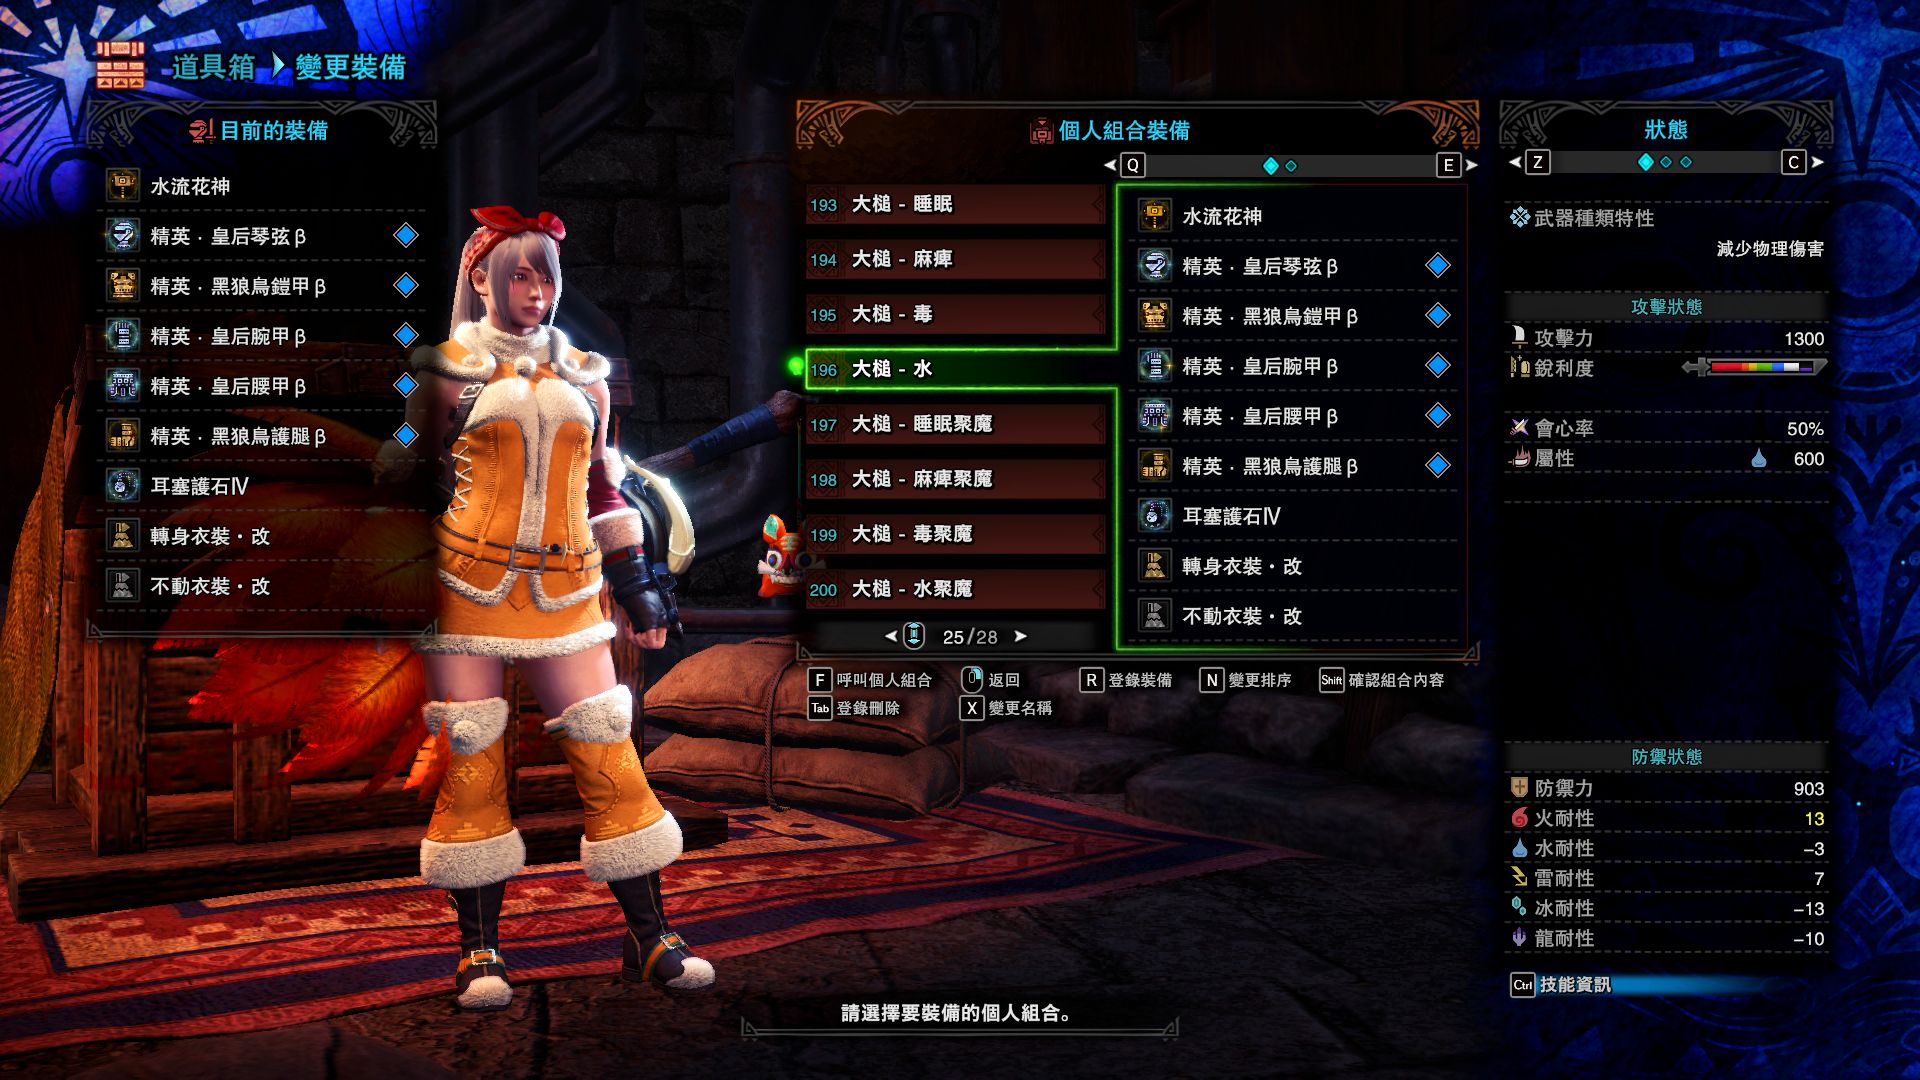 道具箱 變更裝備
目前的裝備
水流花神
精英‧皇后琴弦β
精英‧黑狼鳥鎧甲β
精英‧皇后腕甲β
精英‧皇后腰甲β
精英‧黑狼鳥護腿β
耳塞護石Ⅳ
轉身衣裝・改
不動衣裝・改
個人組合裝備
Q E
193 大槌 - 睡眠
194 大槌 - 麻痺
195 大槌 - 毒
196 大槌 - 水
197 大槌 - 睡眠聚魔
198 大槌 - 麻痺聚魔
199 大槌 - 毒聚魔
200 大槌 - 水聚魔
25/28
水流花神
精英‧皇后琴弦β
精英‧黑狼鳥鎧甲β
精英‧皇后腕甲β
精英‧皇后腰甲β
精英‧黑狼鳥護腿β
耳塞護石Ⅳ
轉身衣裝・改
不動衣裝・改
F 呼叫個人組合 返回 R 登錄裝備 N 變更排序 Shift 確認組合內容
Tab 登錄刪除 X 變更名稱
狀態
Z C
武器種類特性
減少物理傷害
攻擊狀態
攻擊力 1300
銳利度
會心率 50%
屬性 600
防禦狀態
防禦力 903
火耐性 13
水耐性 -3
雷耐性 7
冰耐性 -13
龍耐性 -10
Ctrl 技能資訊
請選擇要裝備的個人組合。